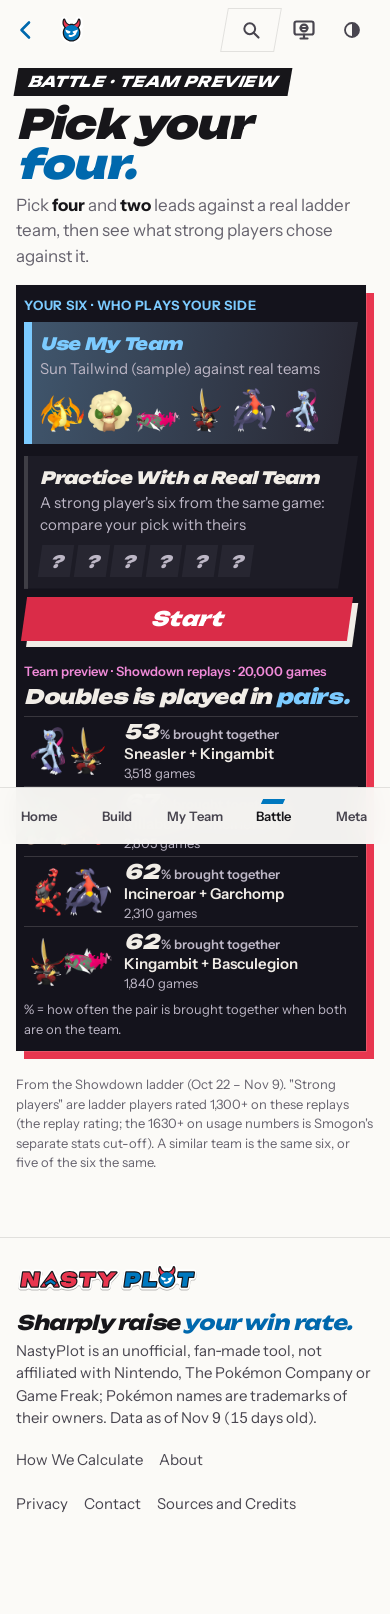 BATTLE · TEAM PREVIEW
Pick your
four.
Pick four and two leads against a real ladder
team, then see what strong players chose
against it.
YOUR SIX · WHO PLAYS YOUR SIDE
Use My Team
Sun Tailwind (sample) against real teams
Practice With a Real Team
A strong player's six from the same game:
compare your pick with theirs
? ? ? ? ? ?
Start
Team preview · Showdown replays · 20,000 games
Doubles is played in pairs.
53% brought together
Sneasler + Kingambit
3,518 games
Home Build My Team Battle Meta
62% brought together
Incineroar + Garchomp
2,310 games
62% brought together
Kingambit + Basculegion
1,840 games
% = how often the pair is brought together when both
are on the team.
From the Showdown ladder (Oct 22 – Nov 9). "Strong
players" are ladder players rated 1,300+ on these replays
(the replay rating; the 1630+ on usage numbers is Smogon's
separate stats cut-off). A similar team is the same six, or
five of the six the same.
NASTY PLOT
Sharply raise your win rate.
NastyPlot is an unofficial, fan-made tool, not
affiliated with Nintendo, The Pokémon Company or
Game Freak; Pokémon names are trademarks of
their owners. Data as of Nov 9 (15 days old).
How We Calculate About
Privacy Contact Sources and Credits